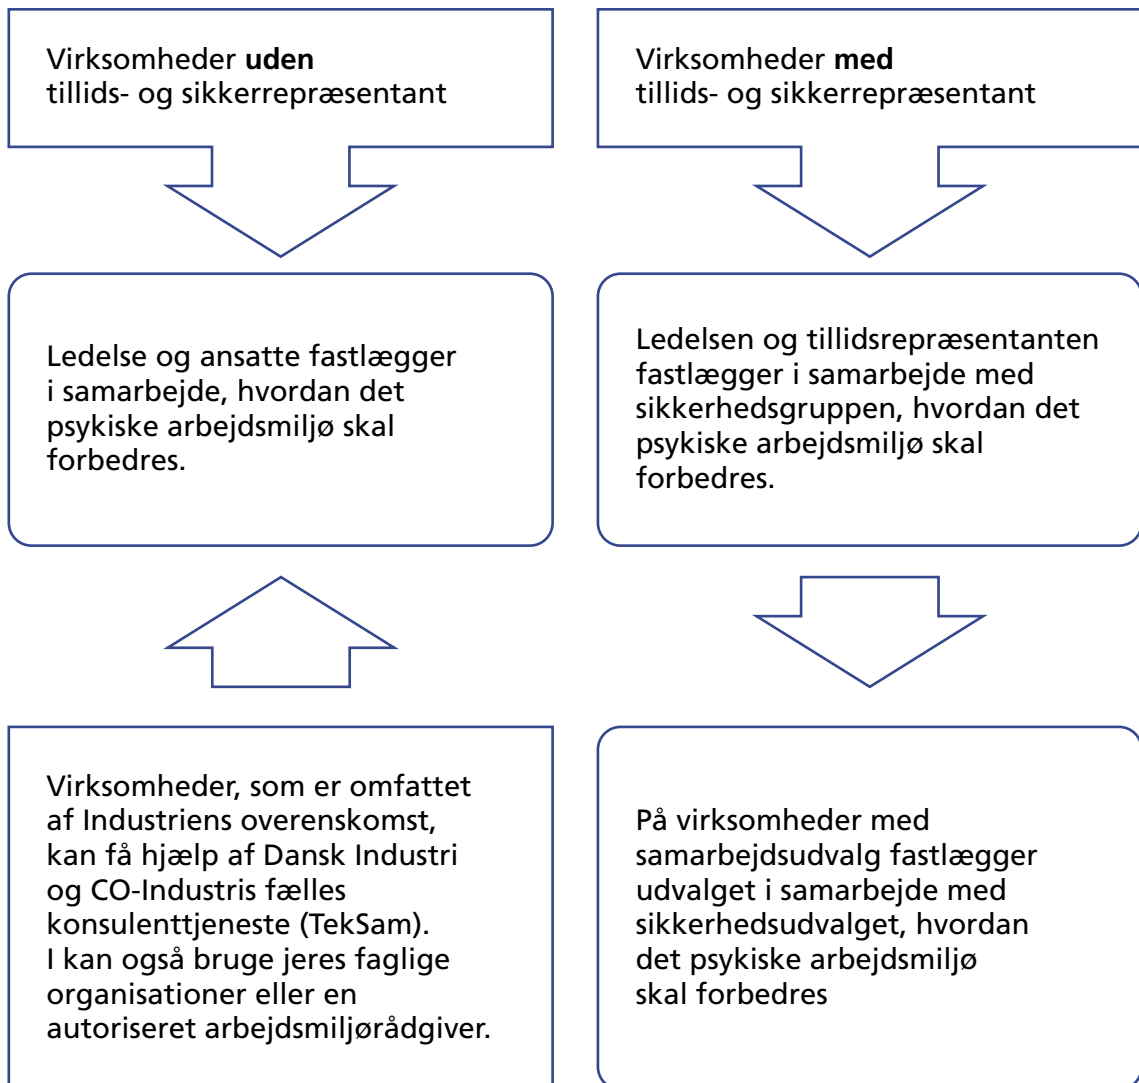 Virksomheder uden
tillids- og sikkerrepræsentant
Virksomheder med
tillids- og sikkerrepræsentant
Ledelse og ansatte fastlægger
i samarbejde, hvordan det
psykiske arbejdsmiljø skal
forbedres.
Ledelsen og tillidsrepræsentanten
fastlægger i samarbejde med
sikkerhedsgruppen, hvordan det
psykiske arbejdsmiljø skal
forbedres.
Virksomheder, som er omfattet
af Industriens overenskomst,
kan få hjælp af Dansk Industri
og CO-Industris fælles
konsulenttjeneste (TekSam).
I kan også bruge jeres faglige
organisationer eller en
autoriseret arbejdsmiljørådgiver.
På virksomheder med
samarbejdsudvalg fastlægger
udvalget i samarbejde med
sikkerhedsudvalget, hvordan
det psykiske arbejdsmiljø
skal forbedres